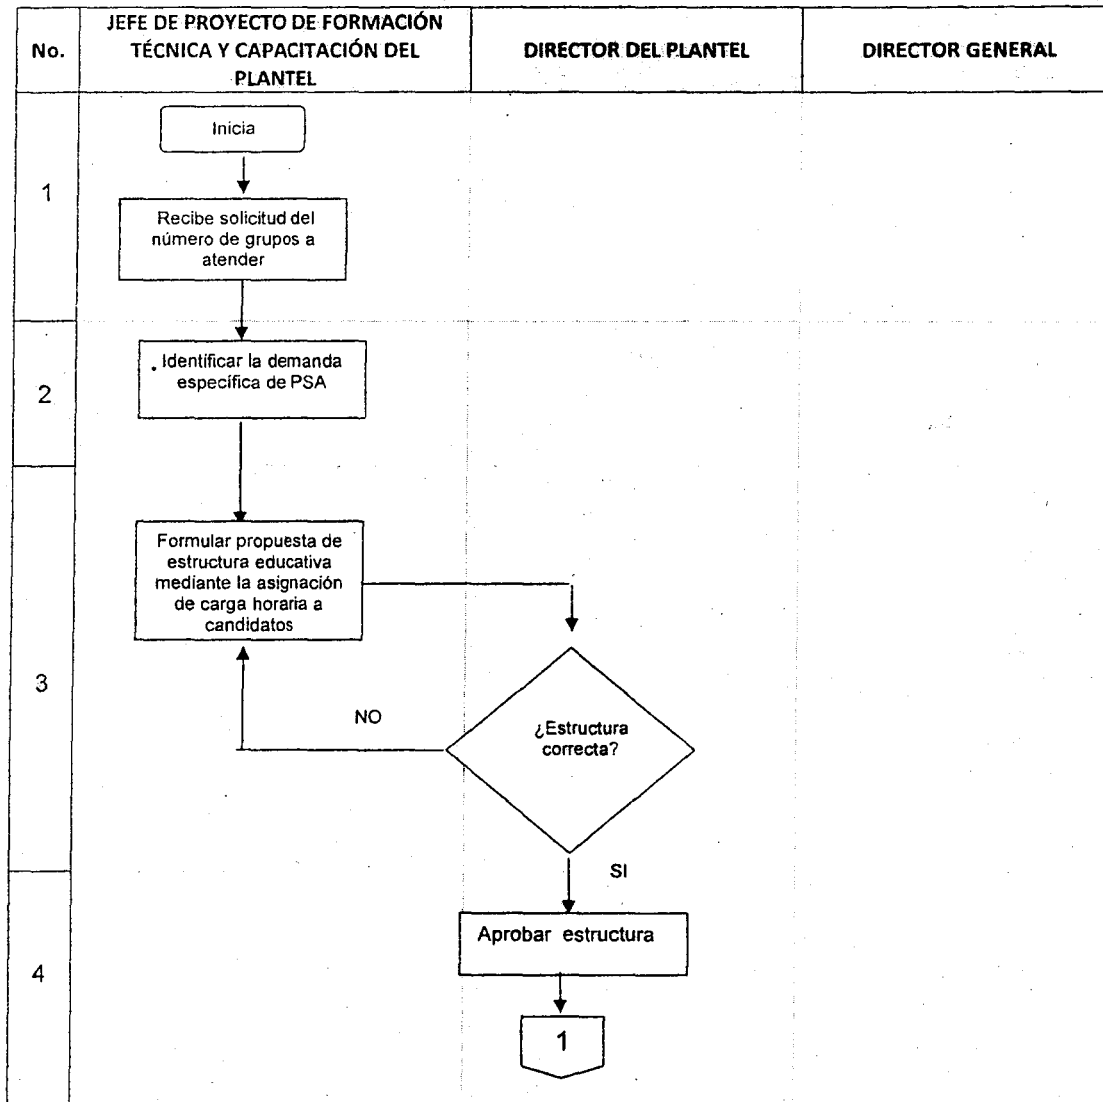 No.
JEFE DE PROYECTO DE FORMACIÓN
TÉCNICA Y CAPACITACIÓN DEL
PLANTEL
DIRECTOR DEL PLANTEL
DIRECTOR GENERAL
1
Inicia
Recibe solicitud del
número de grupos a
atender
2
Identificar la demanda
específica de PSA
3
Formular propuesta de
estructura educativa
mediante la asignación
de carga horaria a
candidatos
NO
¿Estructura
correcta?
SI
4
Aprobar estructura
1